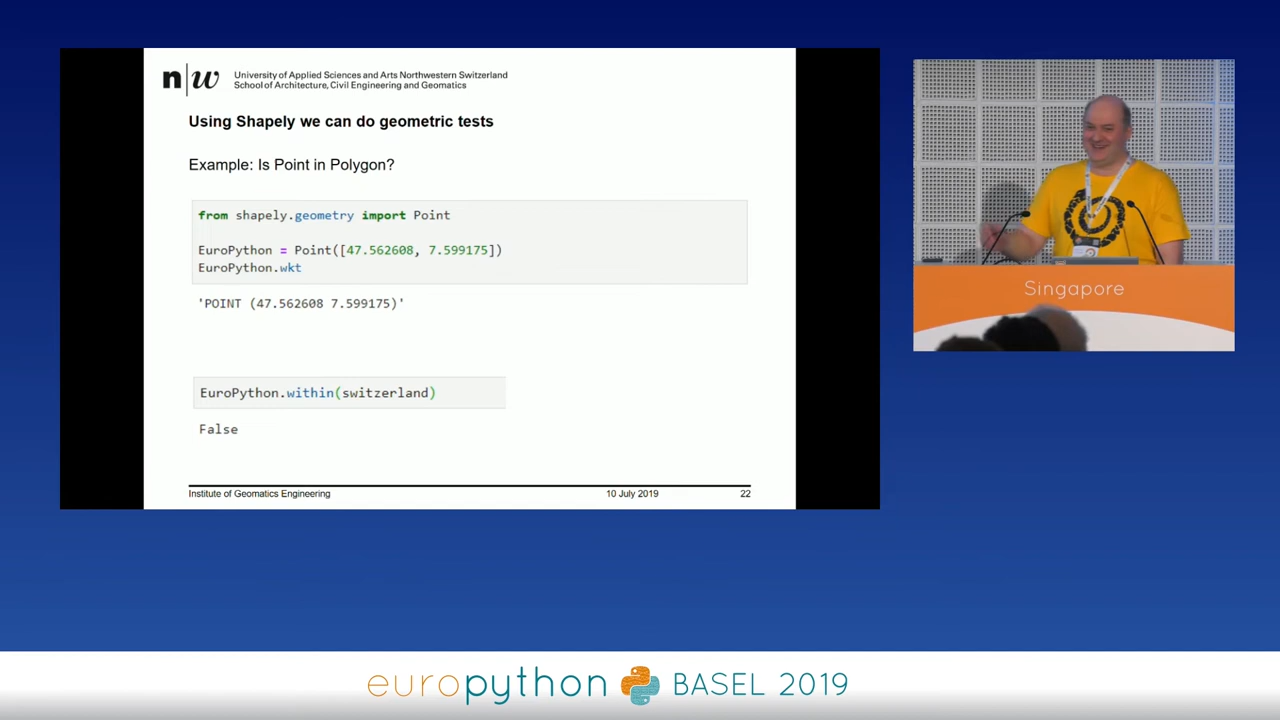 n|w
University of Applied Sciences and Arts Northwestern Switzerland
School of Architecture, Civil Engineering and Geomatics
Using Shapely we can do geometric tests
Example: Is Point in Polygon?
from shapely.geometry import Point
EuroPython = Point([47.562608, 7.599175])
EuroPython.wkt
'POINT (47.562608 7.599175)'
EuroPython.within(switzerland)
False
Institute of Geomatics Engineering
10 July 2019
22
Singapore
europython BASEL 2019